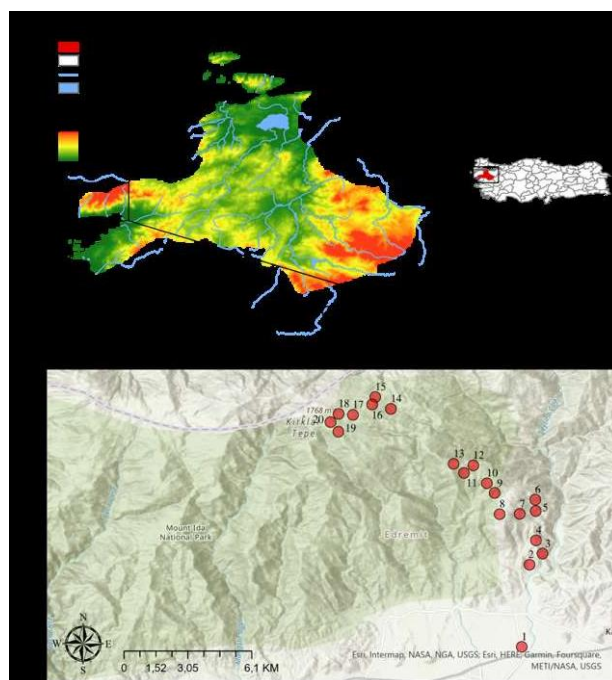 15
14
18
17
16
1768 m
20
Kırklar
Tepe
19
13
12
11
10
9
6
8
7
5
Mount Ida
National Park
Edremit
4
3
2
1
N
W
E
S
0 1,52 3,05 6,1 KM
Esri, Intermap, NASA, NGA, USGS; Esri, HERE, Garmin, Foursquare,
METI/NASA, USGS